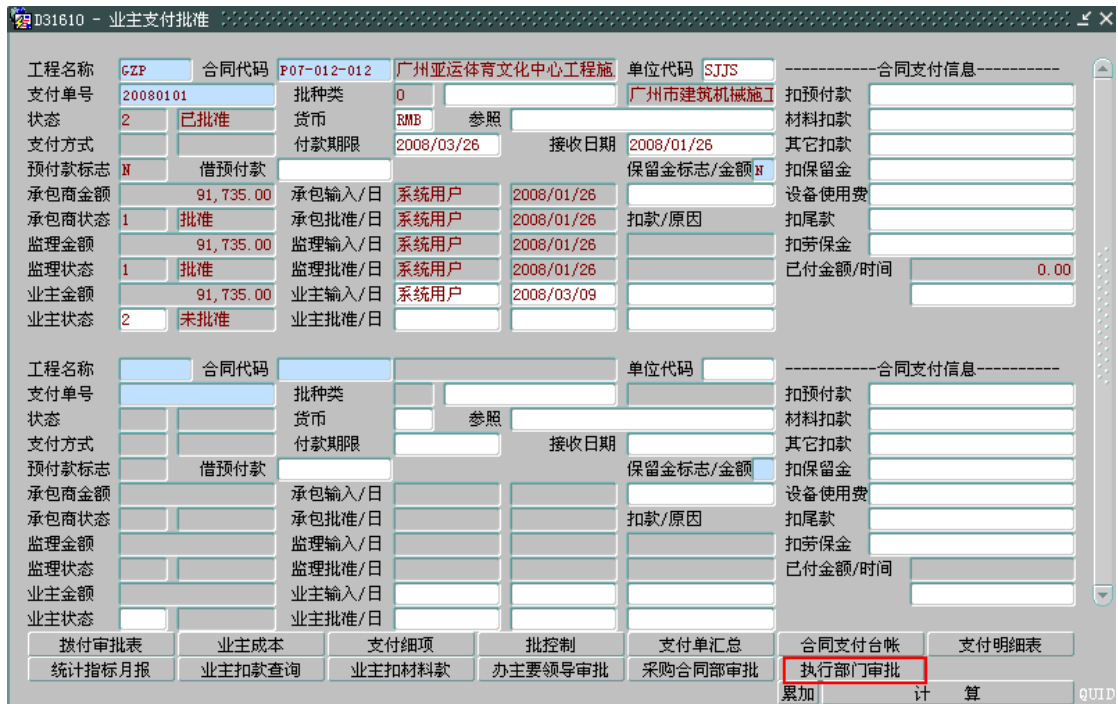 D31610 - 业主支付批准
工程名称 GZP 合同代码 P07-012-012 广州亚运体育文化中心工程施 单位代码 SJJS ------------合同支付信息----------
支付单号 20080101 批种类 0 广州市建筑机械施工 扣预付款
状态 2 已批准 货币 RMB 参照 材料扣款
支付方式 付款期限 2008/03/26 接收日期 2008/01/26 其它扣款
预付款标志 N 借预付款 保留金标志/金额 N 扣保留金
承包商金额 91,735.00 承包输入/日 系统用户 2008/01/26 设备使用费
承包商状态 1 批准 承包批准/日 系统用户 2008/01/26 扣款/原因 扣尾款
监理金额 91,735.00 监理输入/日 系统用户 2008/01/26 扣劳保金
监理状态 1 批准 监理批准/日 系统用户 2008/01/26 已付金额/时间 0.00
业主金额 91,735.00 业主输入/日 系统用户 2008/03/09
业主状态 2 未批准 业主批准/日
工程名称 合同代码 单位代码 ------------合同支付信息----------
支付单号 批种类 扣预付款
状态 货币 参照 材料扣款
支付方式 付款期限 接收日期 其它扣款
预付款标志 借预付款 保留金标志/金额 扣保留金
承包商金额 承包输入/日 设备使用费
承包商状态 承包批准/日 扣款/原因 扣尾款
监理金额 监理输入/日 扣劳保金
监理状态 监理批准/日 已付金额/时间
业主金额 业主输入/日
业主状态 业主批准/日
拨付审批表 业主成本 支付细项 批控制 支付单汇总 合同支付台帐 支付明细表
统计指标月报 业主扣款查询 业主扣材料款 办主要领导审批 采购合同部审批 执行部门审批
累加 计 算 QUID